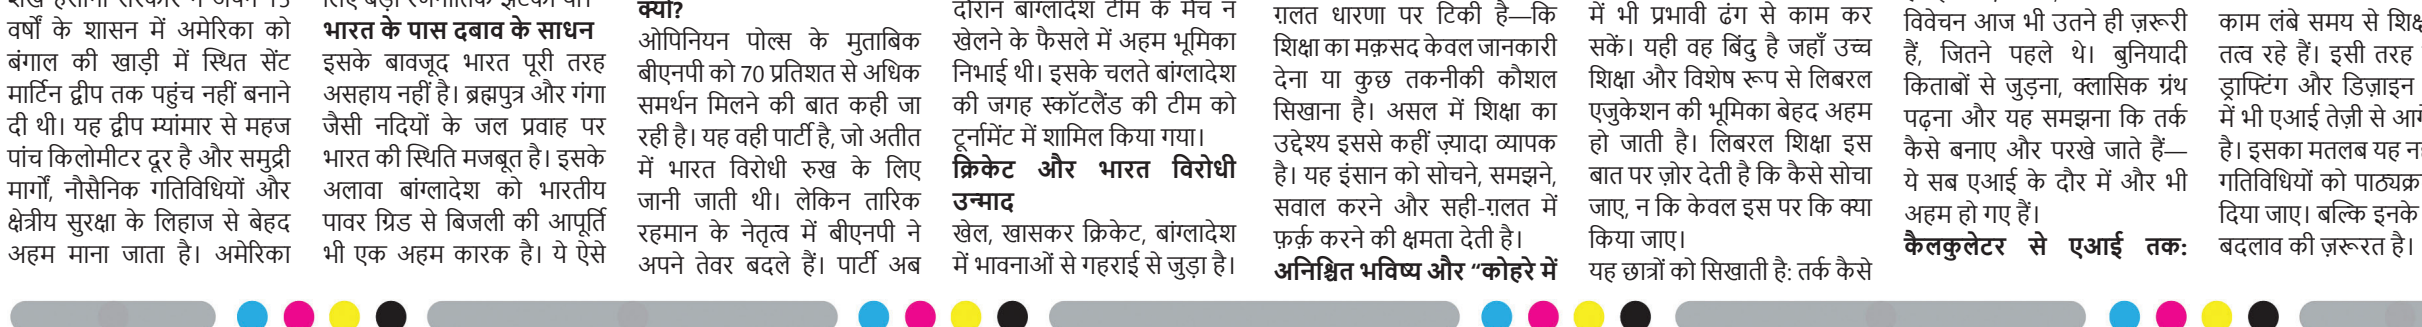 शेख हसीना सरकार ने अपने 15
वर्षों के शासन में अमेरिका को
बंगाल की खाड़ी में स्थित सेंट
मार्टिन द्वीप तक पहुंच नहीं बनाने
दी थी। यह द्वीप म्यांमार से महज
पांच किलोमीटर दूर है और समुद्री
मार्गों, नौसैनिक गतिविधियों और
क्षेत्रीय सुरक्षा के लिहाज से बेहद
अहम माना जाता है। अमेरिका
लिए बड़ा रणनीतिक झटका था।
भारत के पास दबाव के साधन
इसके बावजूद भारत पूरी तरह
असहाय नहीं है। ब्रह्मपुत्र और गंगा
जैसी नदियों के जल प्रवाह पर
भारत की स्थिति मजबूत है। इसके
अलावा बांग्लादेश को भारतीय
पावर ग्रिड से बिजली की आपूर्ति
भी एक अहम कारक है। ये ऐसे
क्यों?
ओपिनियन पोल्स के मुताबिक
बीएनपी को 70 प्रतिशत से अधिक
समर्थन मिलने की बात कही जा
रही है। यह वही पार्टी है, जो अतीत
में भारत विरोधी रुख के लिए
जानी जाती थी। लेकिन तारिक
रहमान के नेतृत्व में बीएनपी ने
अपने तेवर बदले हैं। पार्टी अब
दौरान बांग्लादेश टीम के मैच न
खेलने के फैसले में अहम भूमिका
निभाई थी। इसके चलते बांग्लादेश
की जगह स्कॉटलैंड की टीम को
टूर्नामेंट में शामिल किया गया।
क्रिकेट और भारत विरोधी
उन्माद
खेल, खासकर क्रिकेट, बांग्लादेश
में भावनाओं से गहराई से जुड़ा है।
ग़लत धारणा पर टिकी है—कि
शिक्षा का मक़सद केवल जानकारी
देना या कुछ तकनीकी कौशल
सिखाना है। असल में शिक्षा का
उद्देश्य इससे कहीं ज़्यादा व्यापक
है। यह इंसान को सोचने, समझने,
सवाल करने और सही-ग़लत में
फ़र्क़ करने की क्षमता देती है।
अनिश्चित भविष्य और “कोहरे में
में भी प्रभावी ढंग से काम कर
सकें। यही वह बिंदु है जहाँ उच्च
शिक्षा और विशेष रूप से लिबरल
एजुकेशन की भूमिका बेहद अहम
हो जाती है। लिबरल शिक्षा इस
बात पर ज़ोर देती है कि कैसे सोचा
जाए, न कि केवल इस पर कि क्या
किया जाए।
यह छात्रों को सिखाती है: तर्क कैसे
विवेचन आज भी उतने ही ज़रूरी
हैं, जितने पहले थे। बुनियादी
किताबों से जुड़ना, क्लासिक ग्रंथ
पढ़ना और यह समझना कि तर्क
कैसे बनाए और परखे जाते हैं—
ये सब एआई के दौर में और भी
अहम हो गए हैं।
कैलकुलेटर से एआई तक:
काम लंबे समय से
तत्व रहे हैं। इसी तरह
ड्राफ्टिंग और डिज़ाइन
में भी एआई तेज़ी से
है। इसका मतलब यह
गतिविधियों को
दिया जाए। बल्कि इनके
बदलाव की ज़रूरत है।